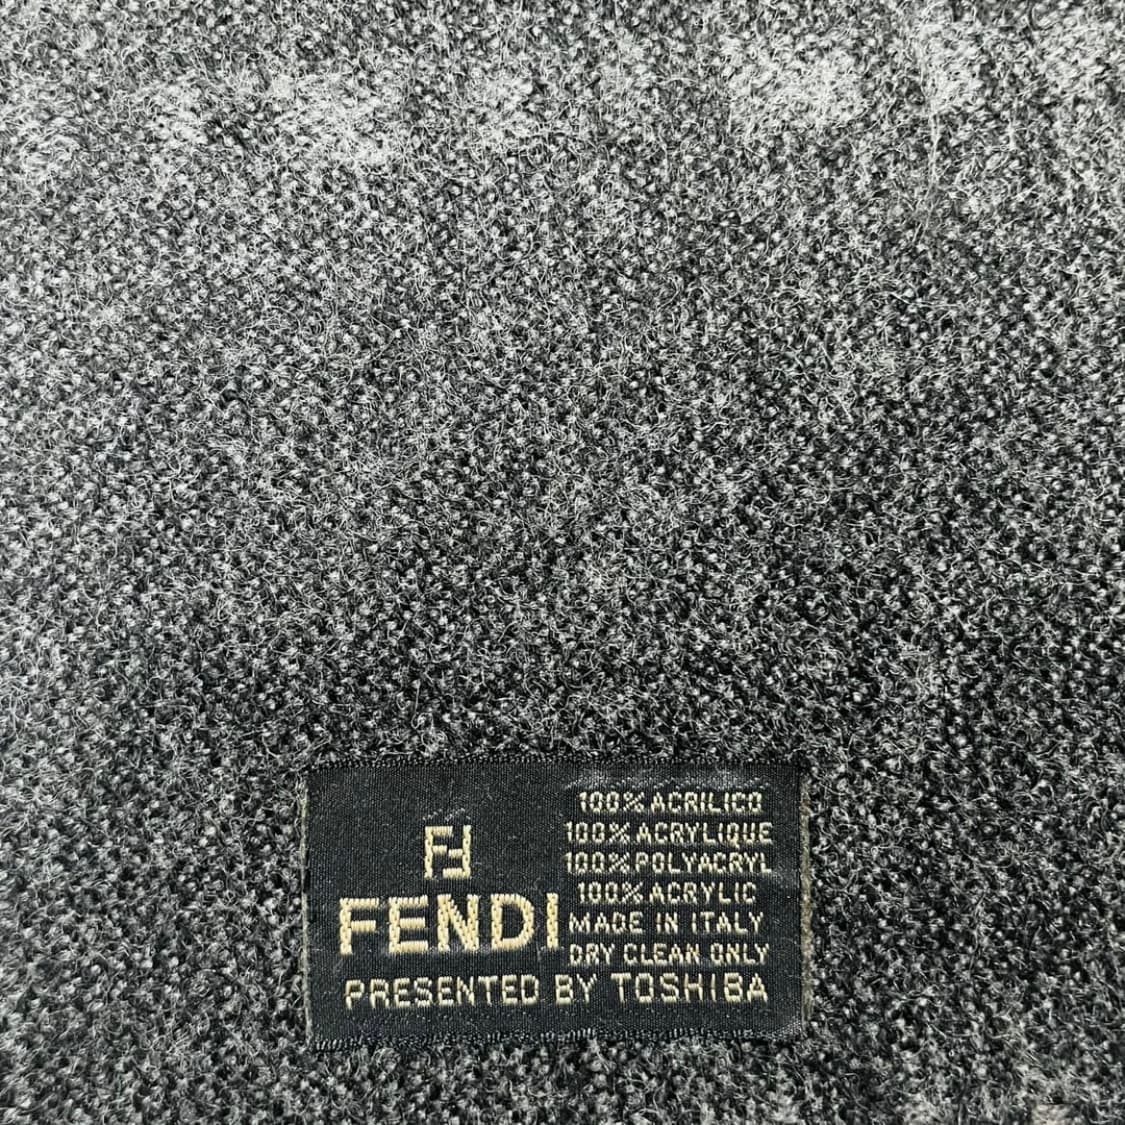 FF
FENDI
100% ACRILICO
100% ACRYLIQUE
100% POLYACRYL
100% ACRYLIC
MADE IN ITALY
DRY CLEAN ONLY
PRESENTED BY TOSHIBA